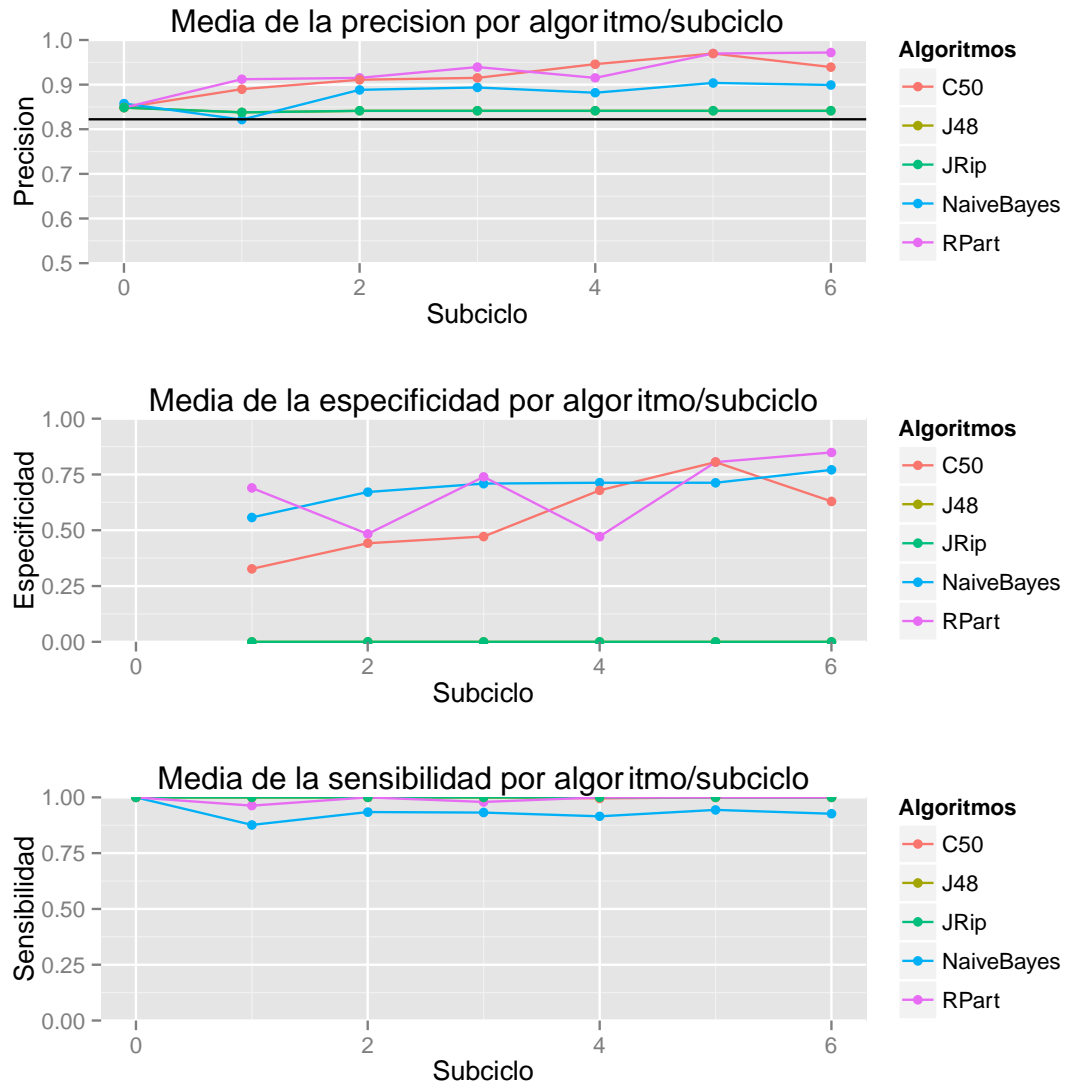 Media de la precision por algoritmo/subciclo
1.0
0.9
0.8
0.7
0.6
0.5
Precision
0
2
4
6
Subciclo
Algoritmos
C50
J48
JRip
NaiveBayes
RPart
Media de la especificidad por algoritmo/subciclo
1.00
0.75
0.50
0.25
0.00
Especificidad
0
2
4
6
Subciclo
Algoritmos
C50
J48
JRip
NaiveBayes
RPart
Media de la sensibilidad por algoritmo/subciclo
1.00
0.75
0.50
0.25
0.00
Sensibilidad
0
2
4
6
Subciclo
Algoritmos
C50
J48
JRip
NaiveBayes
RPart